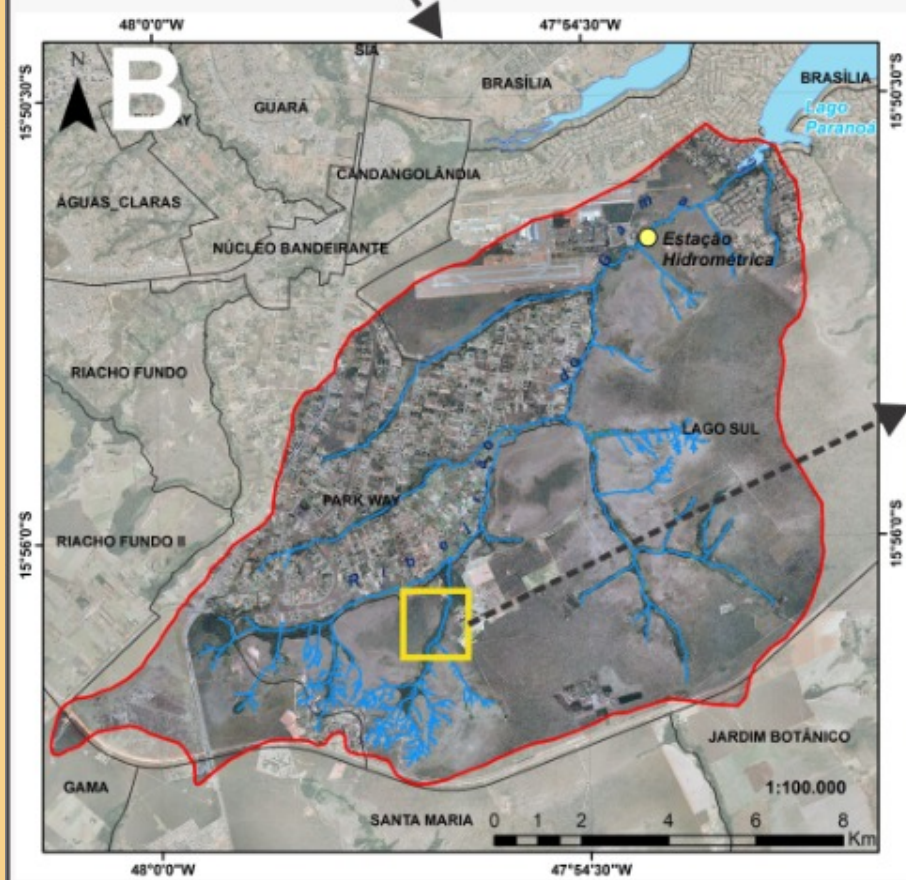 48°0'0"W
47°54'30"W
15°50'30"S
15°50'30"S
N
B
SIA
BRASÍLIA
BRASÍLIA
Lago
Paranoá
GUARÁ
CANDANGOLÂNDIA
ÁGUAS_CLARAS
NÚCLEO BANDEIRANTE
Estação
Hidrométrica
RIACHO FUNDO
LAGO SUL
PARK WAY
15°56'0"S
15°56'0"S
RIACHO FUNDO II
Ribeirão do Gama
JARDIM BOTÂNICO
GAMA
1:100.000
SANTA MARIA
0 1 2 4 6 8
Km
48°0'0"W
47°54'30"W